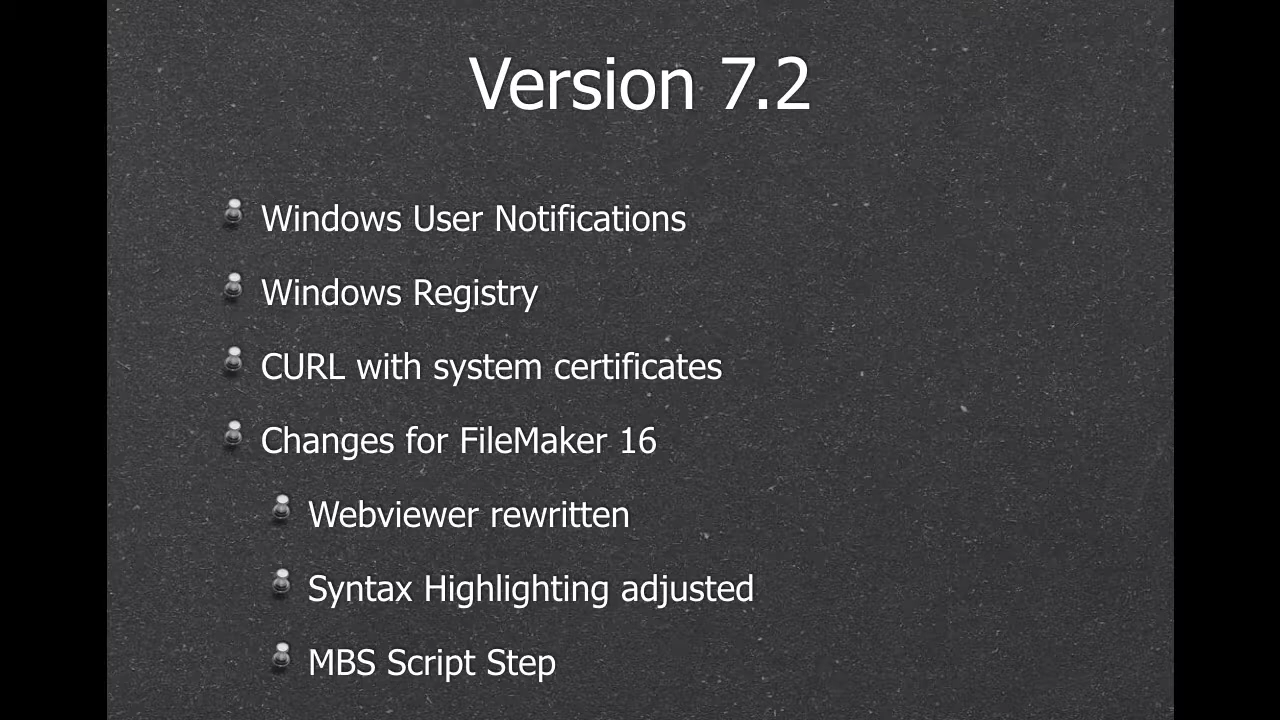 Version 7.2
Windows User Notifications
Windows Registry
CURL with system certificates
Changes for FileMaker 16
Webviewer rewritten
Syntax Highlighting adjusted
MBS Script Step